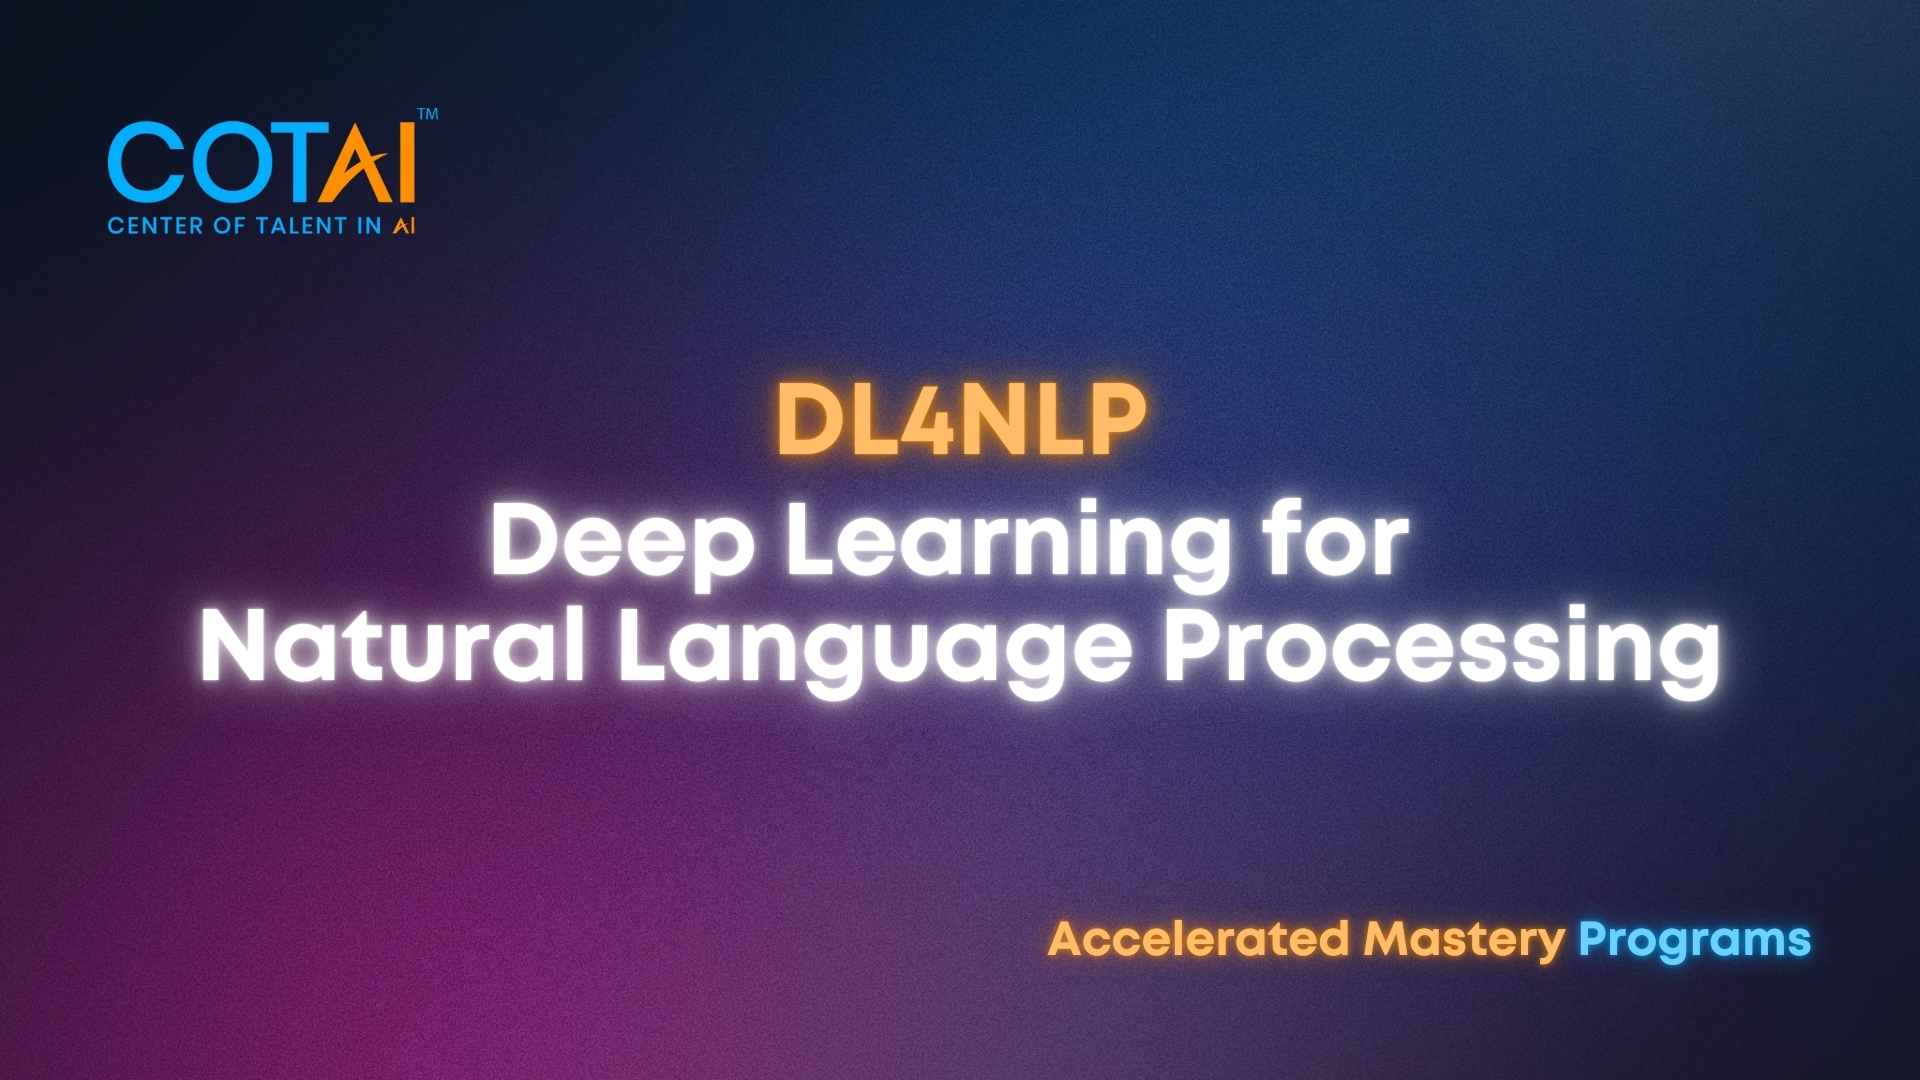 COTAI™
CENTER OF TALENT IN AI
DL4NLP
Deep Learning for
Natural Language Processing
Accelerated Mastery Programs